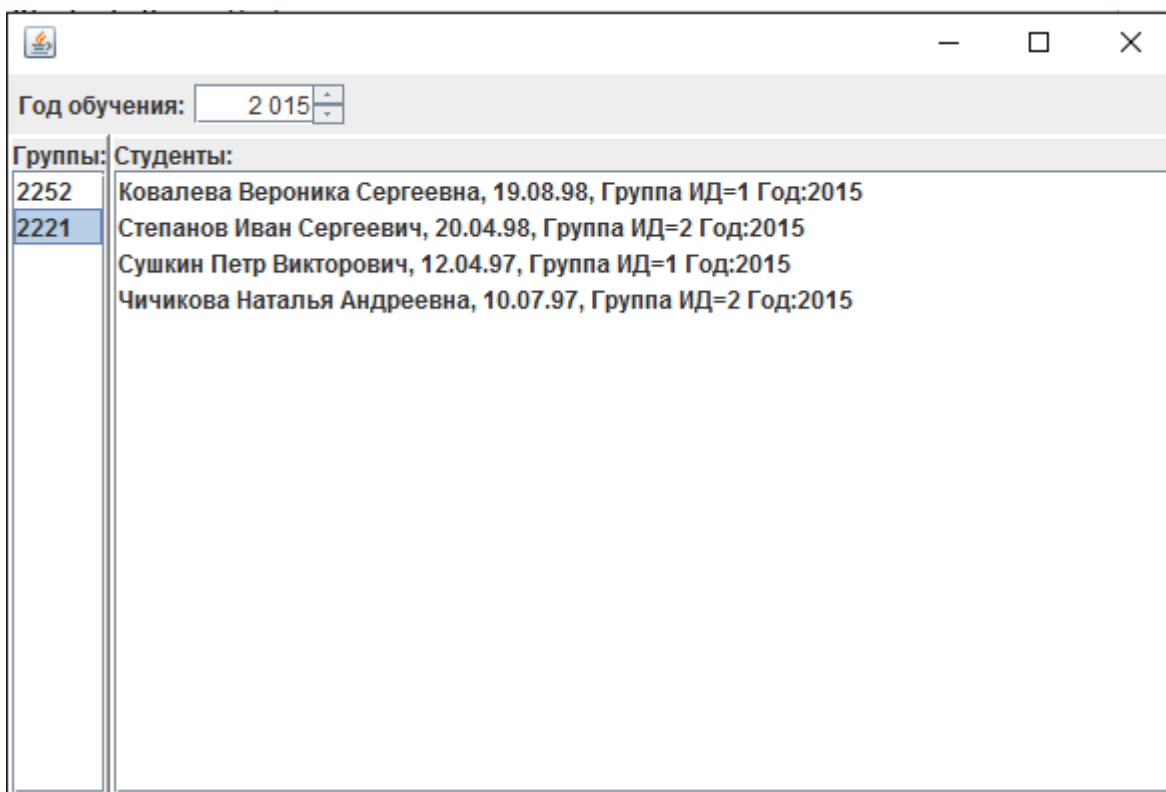 Год обучения: 2 015
Группы: Студенты:
2252 Ковалева Вероника Сергеевна, 19.08.98, Группа ИД=1 Год:2015
2221 Степанов Иван Сергеевич, 20.04.98, Группа ИД=2 Год:2015
Сушкин Петр Викторович, 12.04.97, Группа ИД=1 Год:2015
Чичикова Наталья Андреевна, 10.07.97, Группа ИД=2 Год:2015